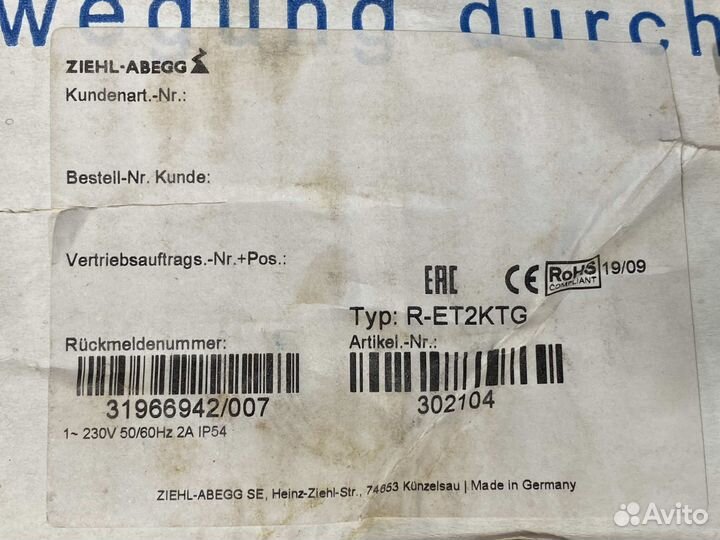 wegung durch
ZIEHL-ABEGG
Kundenart.-Nr.:
Bestell-Nr. Kunde:
Vertriebsauftrags.-Nr.+Pos.:
EAC CE RoHS COMPLIANT 19/09
Typ: R-ET2KTG
Rückmeldenummer:
Artikel.-Nr.:
31966942/007
302104
1~ 230V 50/60Hz 2A IP54
ZIEHL-ABEGG SE, Heinz-Ziehl-Str., 74653 Künzelsau | Made in Germany
Avito